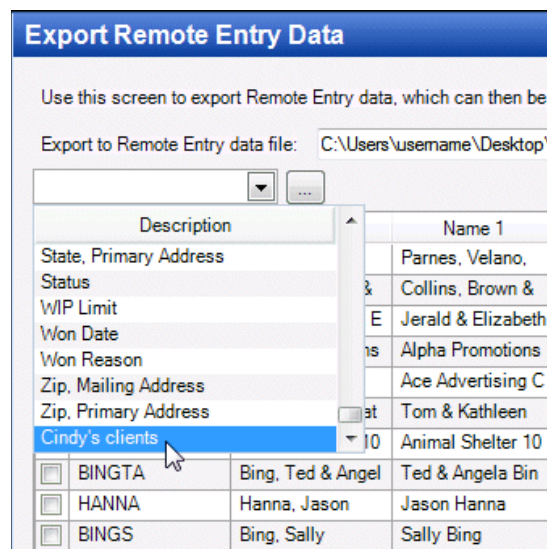 Export Remote Entry Data
Use this screen to export Remote Entry data, which can then be
Export to Remote Entry data file: C:\Users\username\Desktop\
...
Description
Name 1
State, Primary Address
Parnes, Velano,
Status
& Collins, Brown &
WIP Limit
E Jerald & Elizabeth
Won Date
Won Reason
ns Alpha Promotions
Zip, Mailing Address
Ace Advertising C
Zip, Primary Address
at Tom & Kathleen
Cindy's clients
10 Animal Shelter 10
BINGTA Bing, Ted & Angel Ted & Angela Bin
HANNA Hanna, Jason Jason Hanna
BINGS Bing, Sally Sally Bing